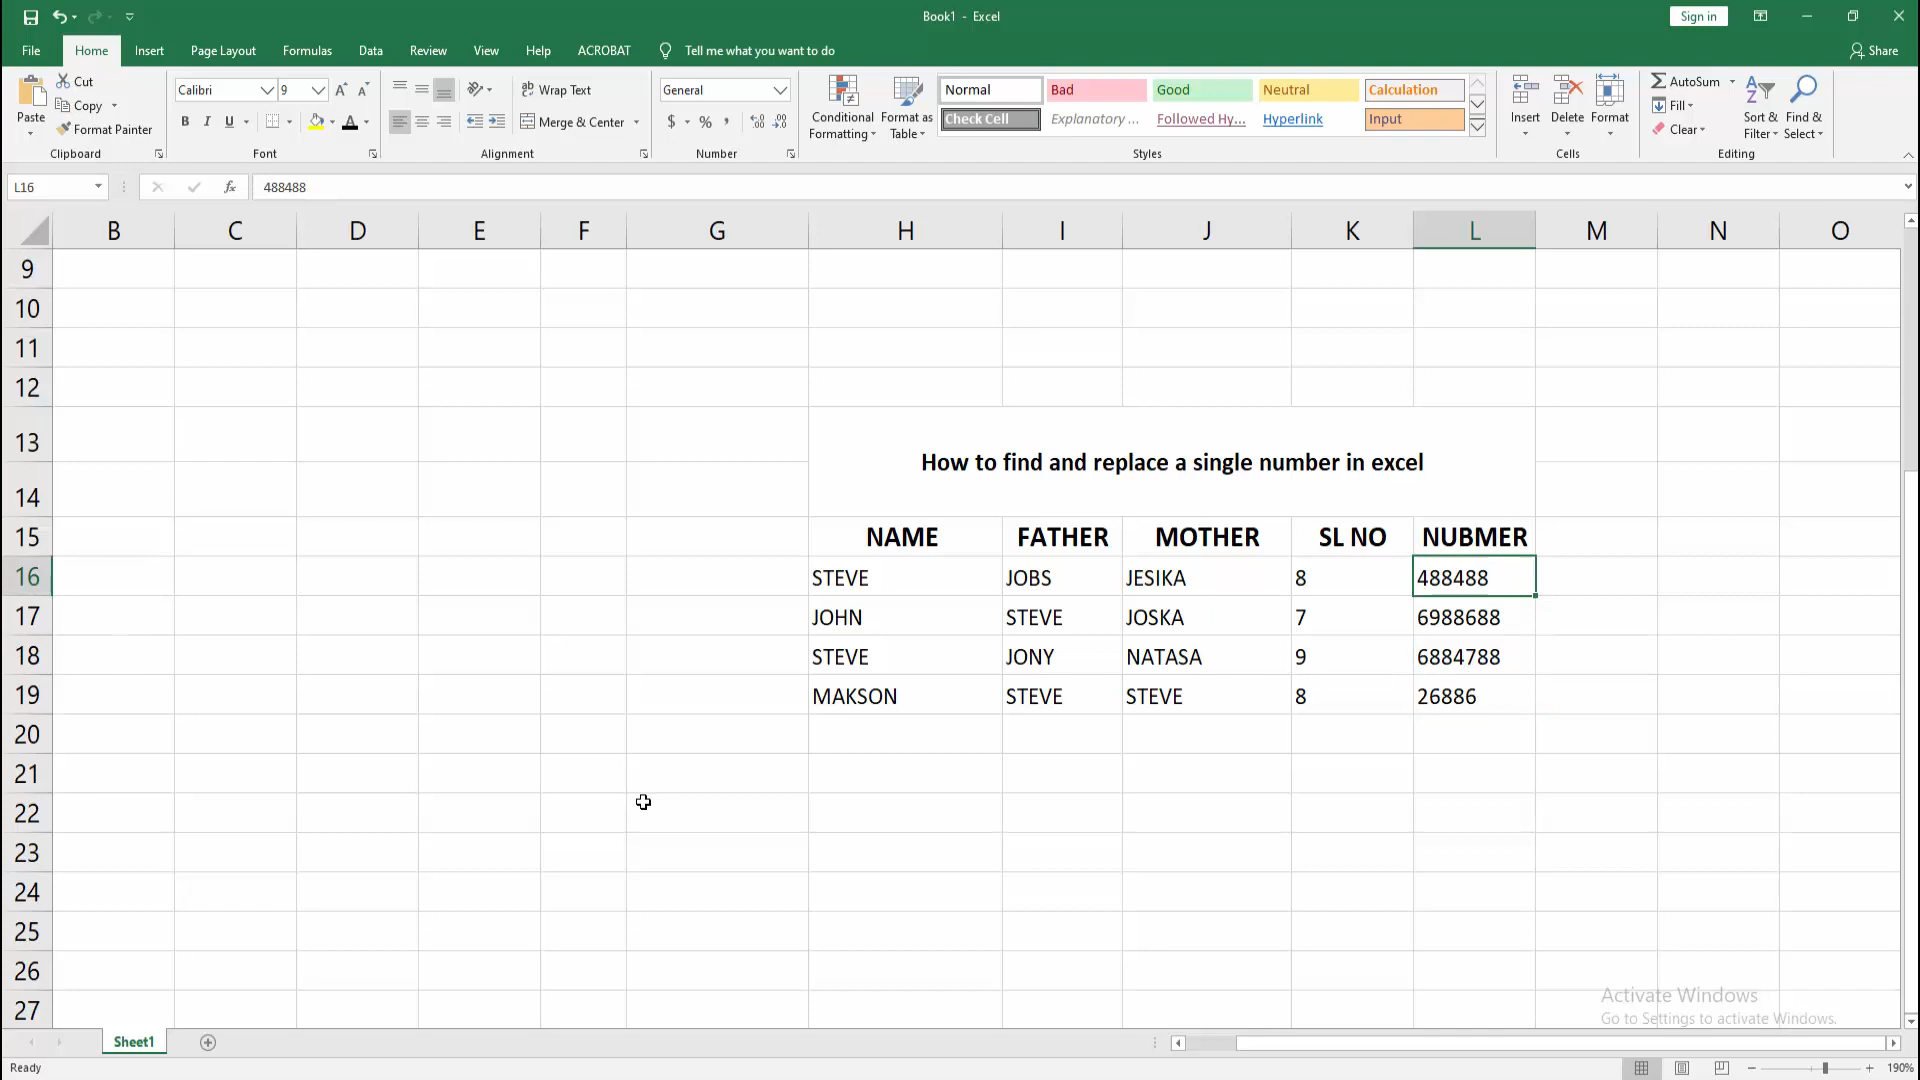 Book1 - Excel
Sign in
File Home Insert Page Layout Formulas Data Review View Help ACROBAT Tell me what you want to do Share
Paste
Cut
Copy
Format Painter
Clipboard
Calibri 9
B I U A
Font
Wrap Text
Merge & Center
Alignment
General
$ % ,
Number
Conditional Formatting
Format as Table
Normal Bad Good Neutral Calculation
Check Cell Explanatory ... Followed Hy... Hyperlink Input
Styles
Insert Delete Format
Cells
AutoSum
Fill
Clear
Sort & Filter
Find & Select
Editing
L16 fx 488488
B C D E F G H I J K L M N O
9
10
11
12
13
How to find and replace a single number in excel
14
15 NAME FATHER MOTHER SL NO NUBMER
16 STEVE JOBS JESIKA 8 488488
17 JOHN STEVE JOSKA 7 6988688
18 STEVE JONY NATASA 9 6884788
19 MAKSON STEVE STEVE 8 26886
20
21
22
23
24
25
26
27
Activate Windows
Go to Settings to activate Windows.
Sheet1
Ready
190%